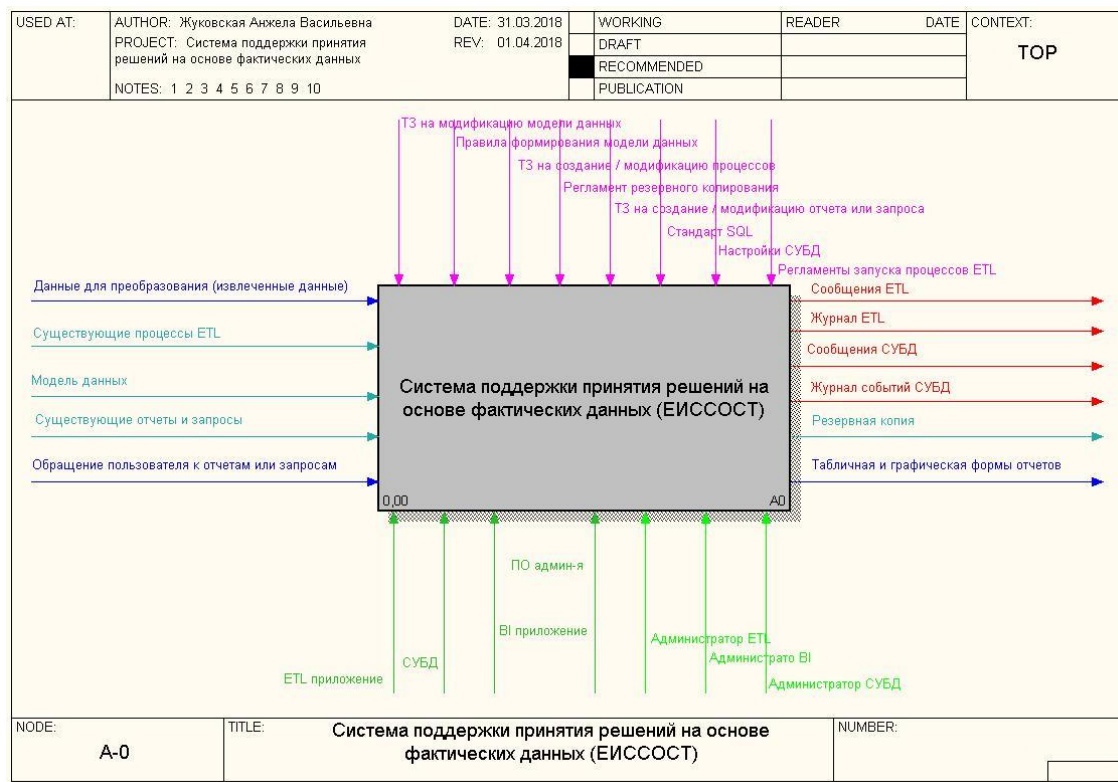 USED AT:
AUTHOR: Жуковская Анжела Васильевна
DATE: 31.03.2018
PROJECT: Система поддержки принятия
решений на основе фактических данных
REV: 01.04.2018
NOTES: 1 2 3 4 5 6 7 8 9 10
WORKING
DRAFT
RECOMMENDED
PUBLICATION
READER
DATE
CONTEXT:
TOP
ТЗ на модификацию модели данных
Правила формирования модели данных
ТЗ на создание / модификацию процессов
Регламент резервного копирования
ТЗ на создание / модификацию отчета или запроса
Стандарт SQL
Настройки СУБД
Регламенты запуска процессов ETL
Данные для преобразования (извлеченные данные)
Существующие процессы ETL
Модель данных
Существующие отчеты и запросы
Обращение пользователя к отчетам или запросам
Система поддержки принятия решений на
основе фактических данных (ЕИССОСТ)
0,00
A0
Сообщения ETL
Журнал ETL
Сообщения СУБД
Журнал событий СУБД
Резервная копия
Табличная и графическая формы отчетов
ПО админ-я
BI приложение
СУБД
ETL приложение
Администратор ETL
Администрато BI
Администратор СУБД
NODE:
A-0
TITLE:
Система поддержки принятия решений на основе
фактических данных (ЕИССОСТ)
NUMBER: